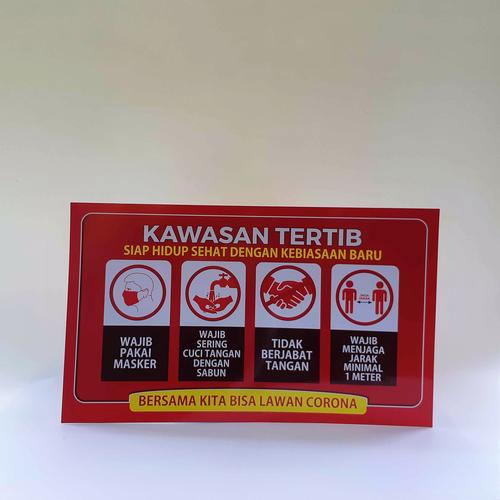 KAWASAN TERTIB
SIAP HIDUP SEHAT DENGAN KEBIASAAN BARU
WAJIB
PAKAI
MASKER
WAJIB
SERING
CUCI TANGAN
DENGAN
SABUN
TIDAK
BERJABAT
TANGAN
WAJIB
MENJAGA
JARAK
MINIMAL
1 METER
BERSAMA KITA BISA LAWAN CORONA